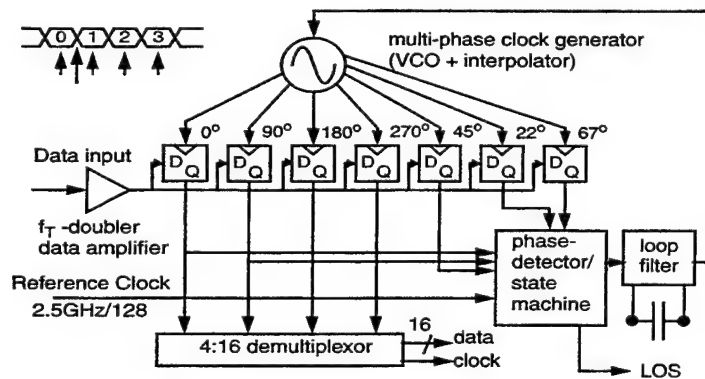 0 1 2 3
multi-phase clock generator
(VCO + interpolator)
0° 90° 180° 270° 45° 22° 67°
Data input
D Q D Q D Q D Q D Q D Q D Q
f_T -doubler
data amplifier
phase-
detector/
state
machine
loop
filter
Reference Clock
2.5GHz/128
16
4:16 demultiplexor
data
clock
LOS